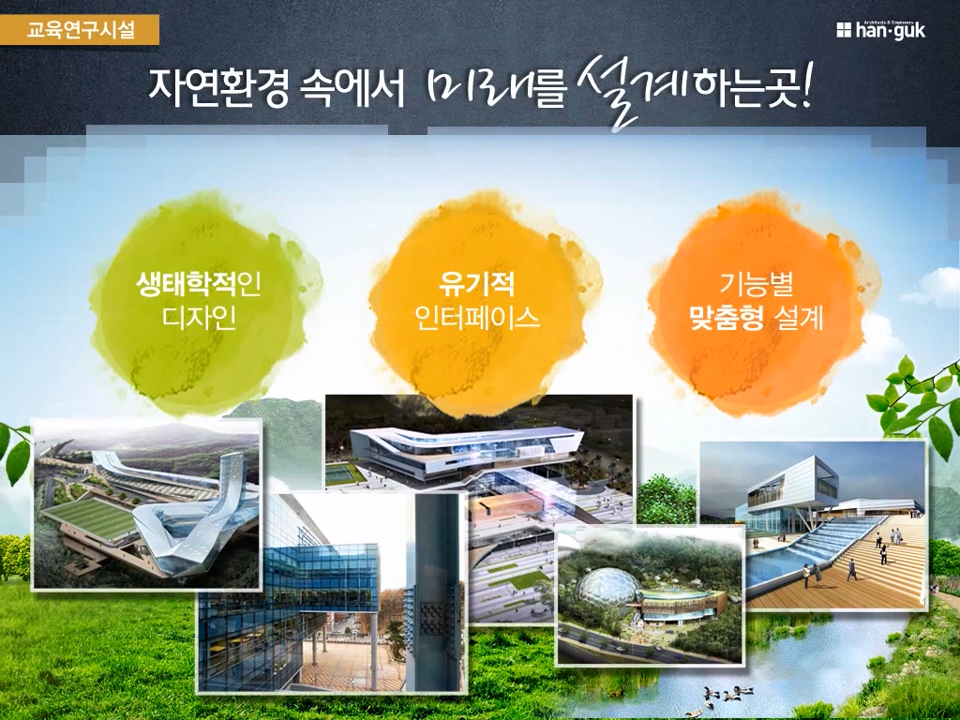 교육연구시설
Architects & Engineers
han·guk
자연환경 속에서 미래를 설계하는곳!
생태학적인
디자인
유기적
인터페이스
기능별
맞춤형 설계